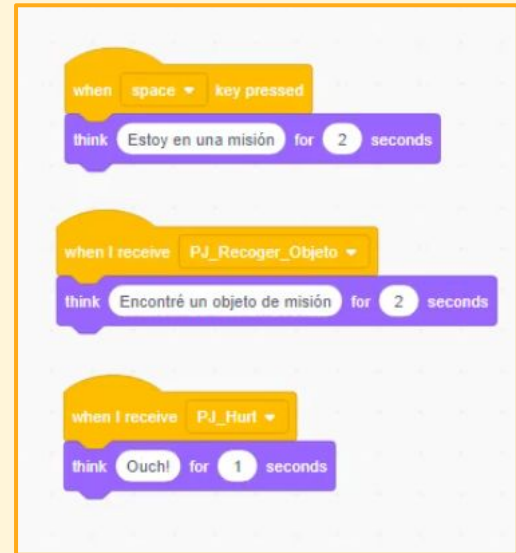 when space key pressed
think Estoy en una misión for 2 seconds
when I receive PJ_Recoger_Objeto
think Encontré un objeto de misión for 2 seconds
when I receive PJ_Hurt
think Ouch! for 1 seconds